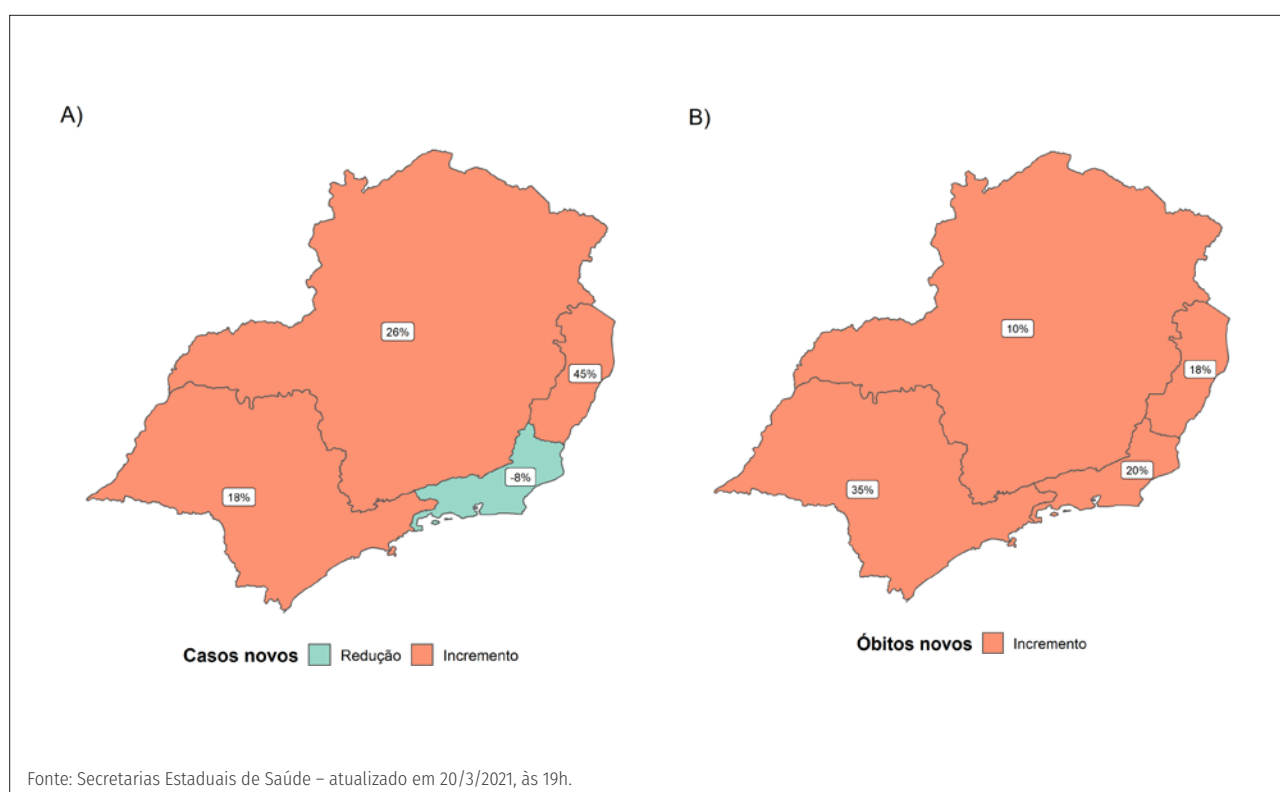 A)
26%
45%
-8%
18%
Casos novos Redução Incremento
B)
10%
18%
20%
35%
Óbitos novos Incremento
Fonte: Secretarias Estaduais de Saúde – atualizado em 20/3/2021, às 19h.